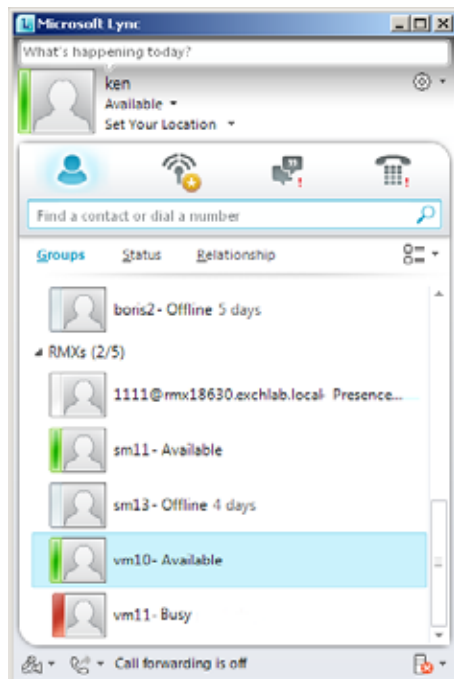 Microsoft Lync
What's happening today?
ken
Available
Set Your Location
Find a contact or dial a number
Groups Status Relationship
boris2 - Offline 5 days
RMXs (2/5)
1111@rmx18630.exchlab.local- Presence...
sm11 - Available
sm13 - Offline 4 days
vm10- Available
vm11- Busy
Call forwarding is off